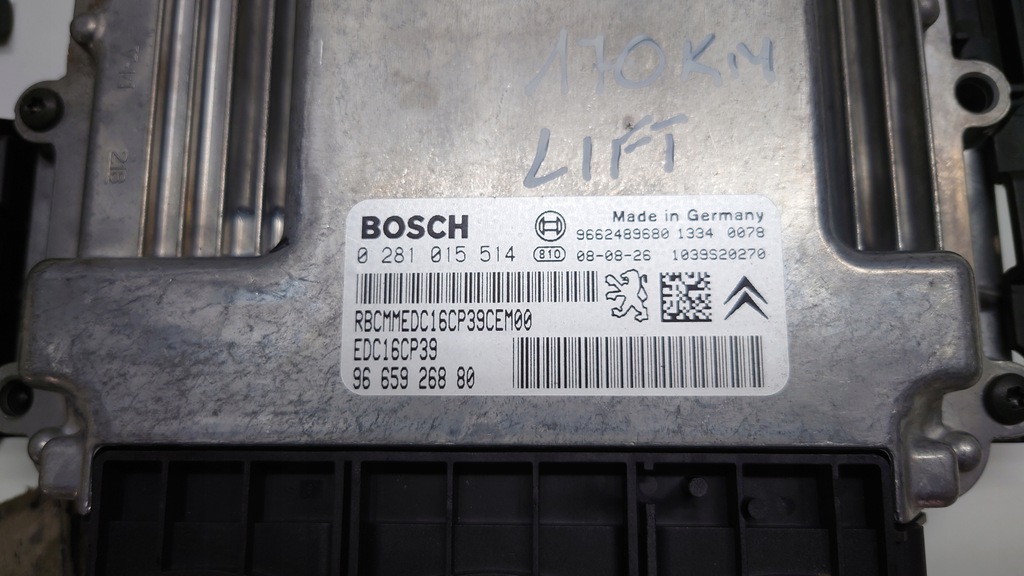 170KM
LIFT
BOSCH
Made in Germany
9662489680 1334 0078
0 281 015 514 810 08-08-26 1039S20270
RBCMMEDC16CP39CEM00
EDC16CP39
96 659 268 80